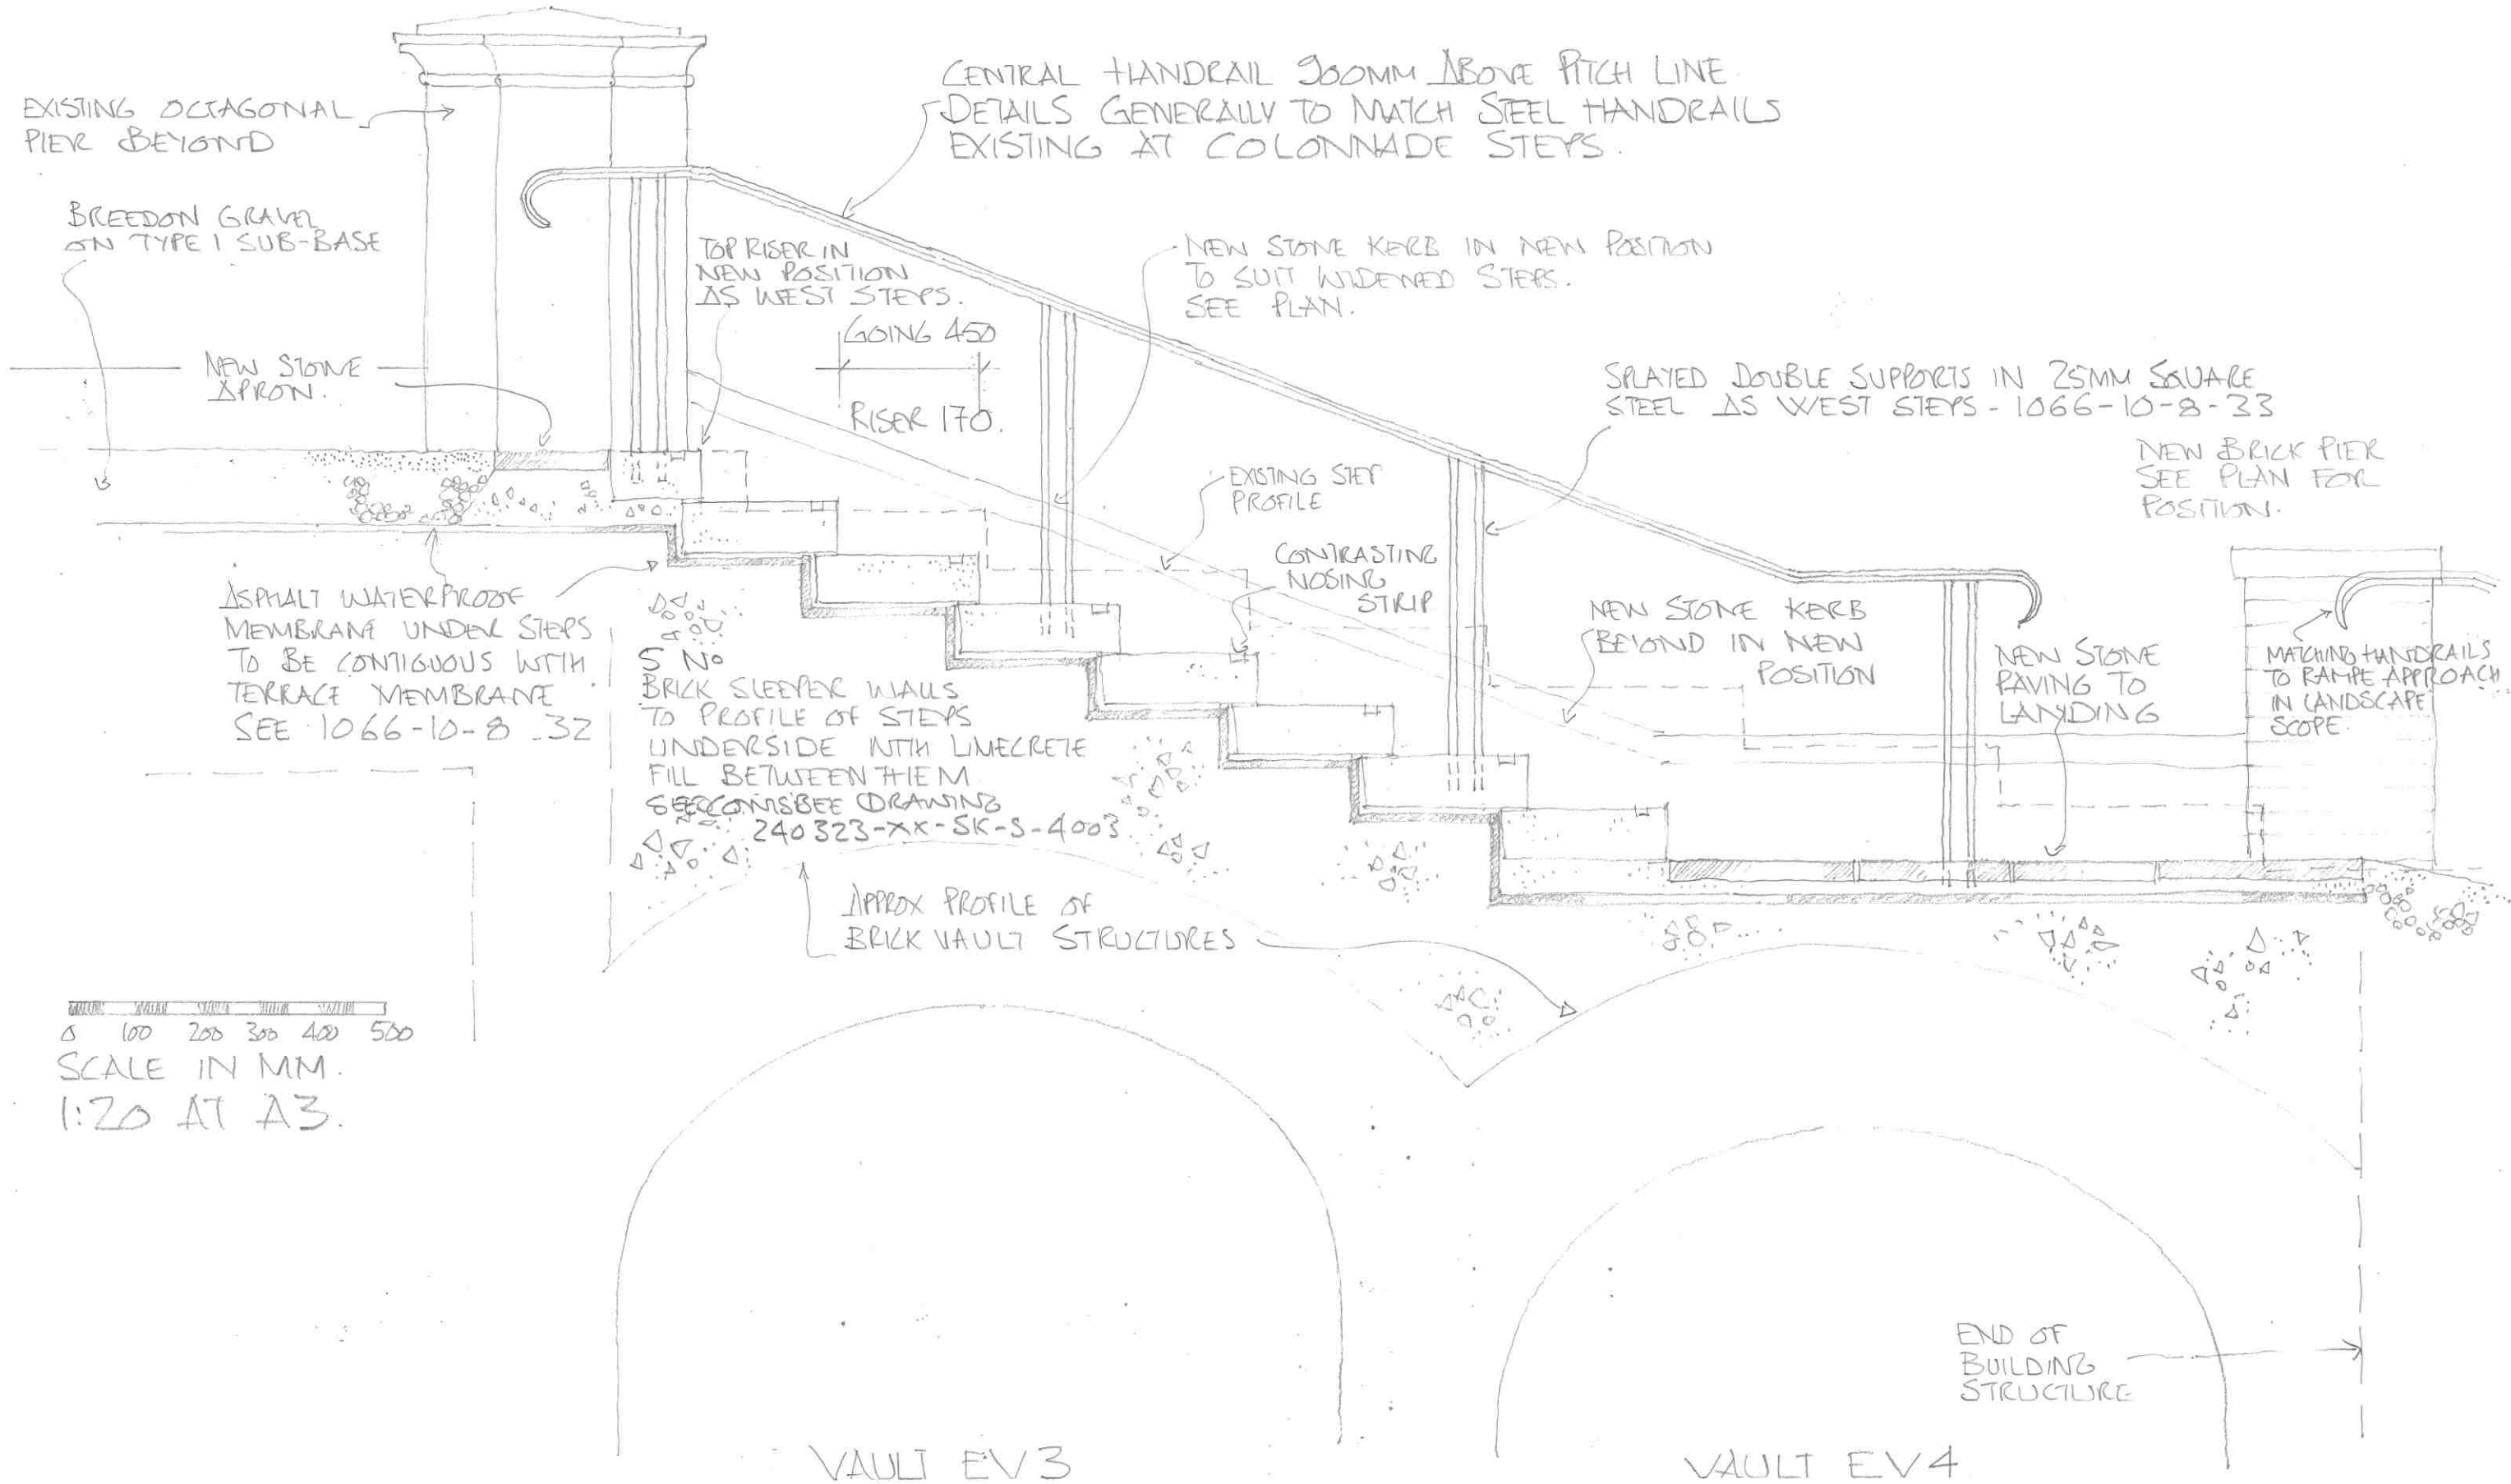 EXISTING OCTAGONAL
PIER BEYOND
CENTRAL HANDRAIL 900MM ABOVE PITCH LINE
DETAILS GENERALLY TO MATCH STEEL HANDRAILS
EXISTING AT COLONNADE STEPS.
BREEDON GRAVEL
ON TYPE 1 SUB-BASE
TOP RISER IN
NEW POSITION
AS WEST STEPS.
NEW STONE KERB IN NEW POSITION
TO SUIT WIDENED STEPS.
SEE PLAN.
GOING 450
RISER 170.
NEW STONE
APRON.
SPLAYED DOUBLE SUPPORTS IN 25MM SQUARE
STEEL AS WEST STEPS - 1066-10-8-33
NEW BRICK PIER
SEE PLAN FOR
POSITION.
EXISTING STEP
PROFILE
CONTRASTING
NOSING
STRIP
ASPHALT WATERPROOF
MEMBRANE UNDER STEPS
TO BE CONTIGUOUS WITH
TERRACE MEMBRANE
SEE 1066-10-8-32
5 No
BRICK SLEEPER WALLS
TO PROFILE OF STEPS
UNDERSIDE WITH LIMECRETE
FILL BETWEEN THEM
DRAWING
240323-XX-SK-S-4003
NEW STONE KERB
BEYOND IN NEW
POSITION
NEW STONE
PAVING TO
LANDING
MATCHING HANDRAILS
TO RAMPE APPROACH
IN LANDSCAPE
SCOPE.
APPROX PROFILE OF
BRICK VAULT STRUCTURES
0 100 200 300 400 500
SCALE IN MM.
1:20 AT A3.
END OF
BUILDING
STRUCTURE
VAULT EV3
VAULT EV4